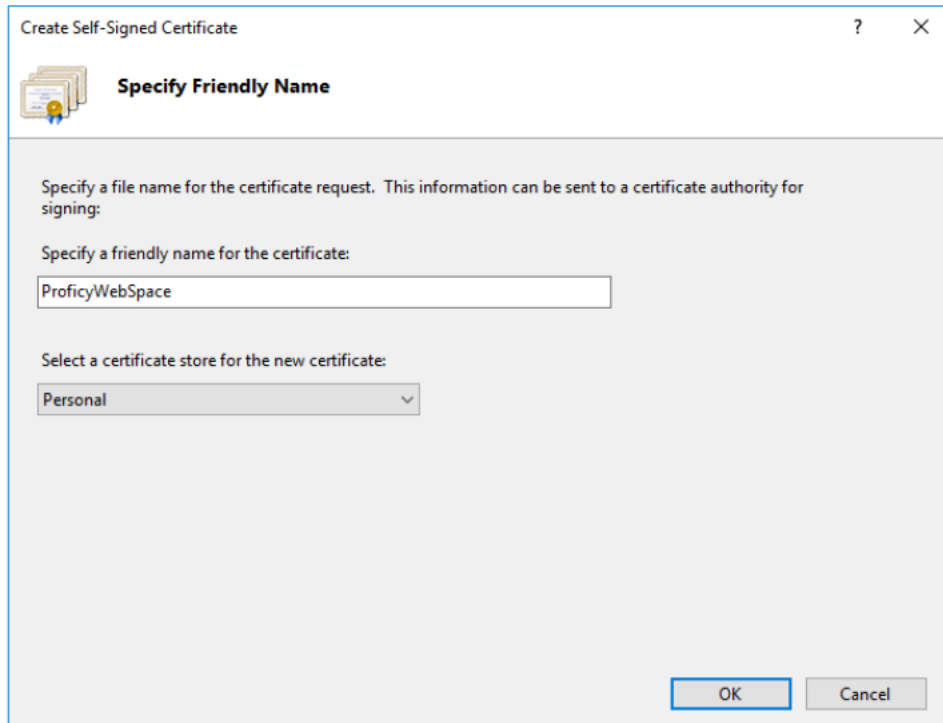 Create Self-Signed Certificate
?
Specify Friendly Name
Specify a file name for the certificate request.  This information can be sent to a certificate authority for
signing:
Specify a friendly name for the certificate:
ProficyWebSpace
Select a certificate store for the new certificate:
Personal
OK
Cancel